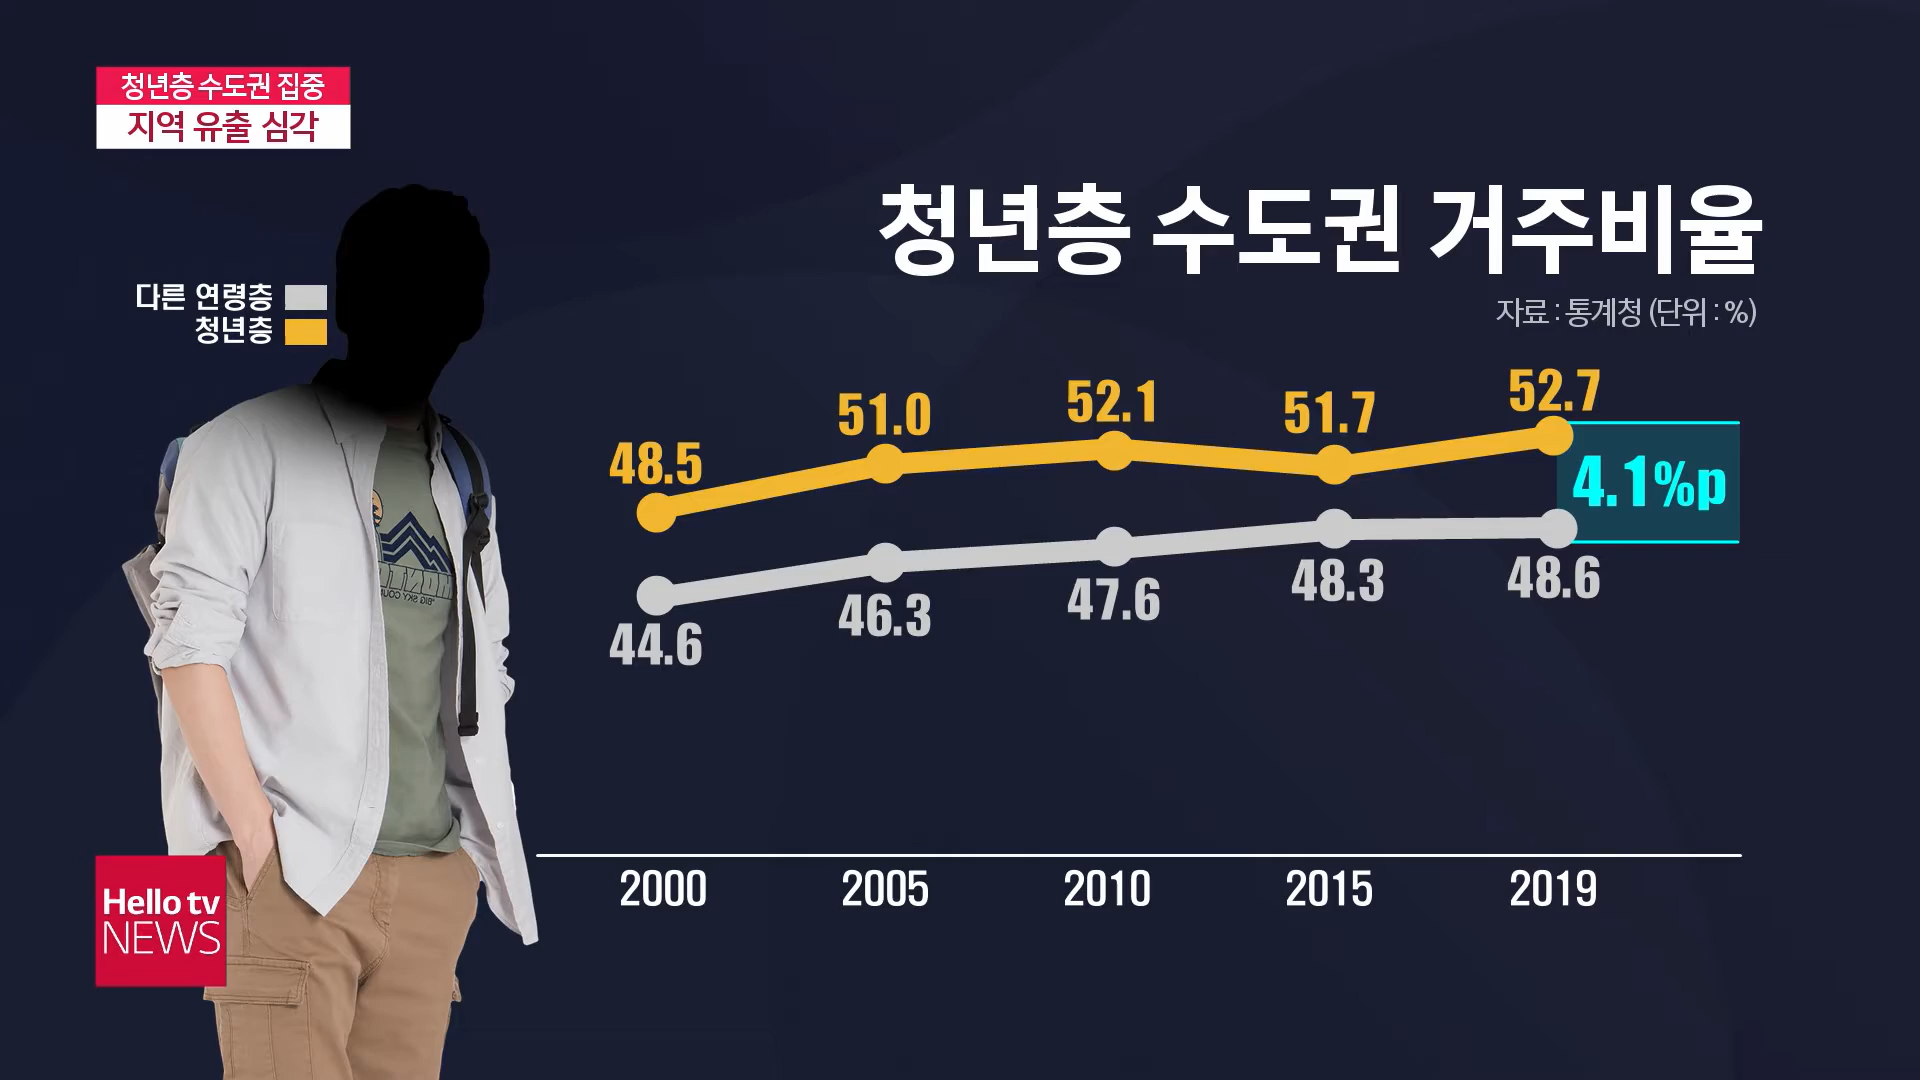 청년층 수도권 집중
지역 유출 심각
청년층 수도권 거주비율
자료 : 통계청 (단위 : %)
다른 연령층
청년층
48.5
51.0
52.1
51.7
52.7
4.1%p
44.6
46.3
47.6
48.3
48.6
2000 2005 2010 2015 2019
Hello tv
NEWS